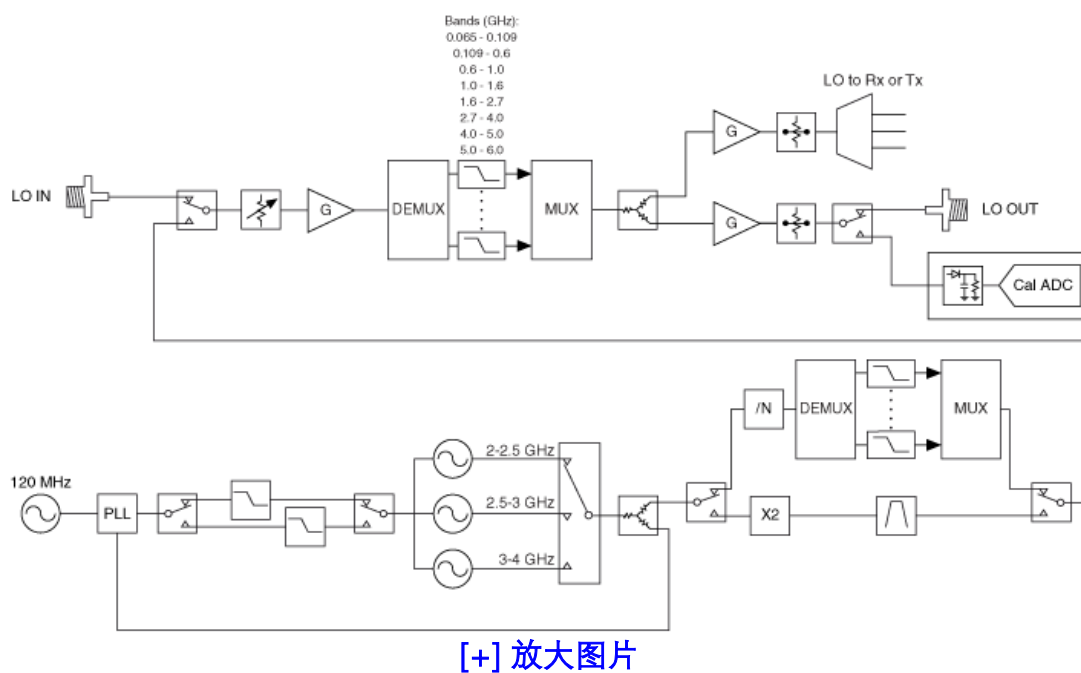 Bands (GHz):
0.065 - 0.109
0.109 - 0.6
0.6 - 1.0
1.0 - 1.6
1.6 - 2.7
2.7 - 4.0
4.0 - 5.0
5.0 - 6.0
LO to Rx or Tx
G
LO IN
G
DEMUX
MUX
G
LO OUT
Cal ADC
/N
DEMUX
MUX
120 MHz
PLL
2-2.5 GHz
2.5-3 GHz
3-4 GHz
X2
[+] 放大图片